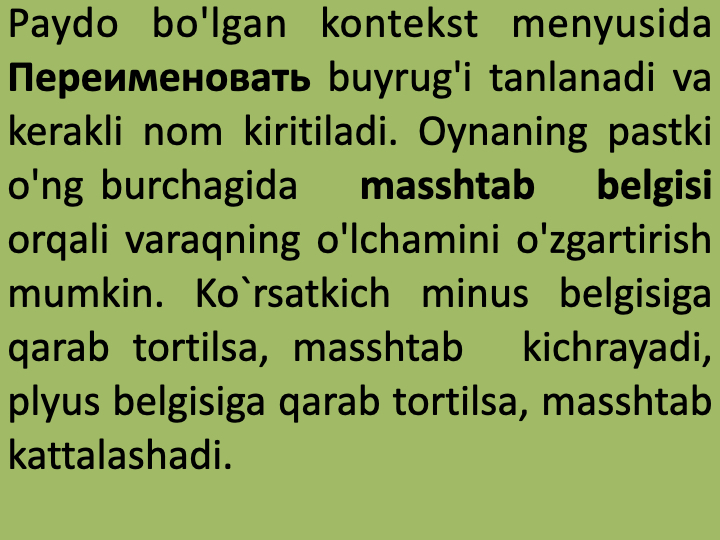 Paydo bo'lgan kontekst menyusida
Переименовать buyrug'i tanlanadi va
kerakli nom kiritiladi. Oynaning pastki
o'ng burchagida masshtab belgisi
orqali varaqning o'lchamini o'zgartirish
mumkin. Ko`rsatkich minus belgisiga
qarab tortilsa, masshtab kichrayadi,
plyus belgisiga qarab tortilsa, masshtab
kattalashadi.